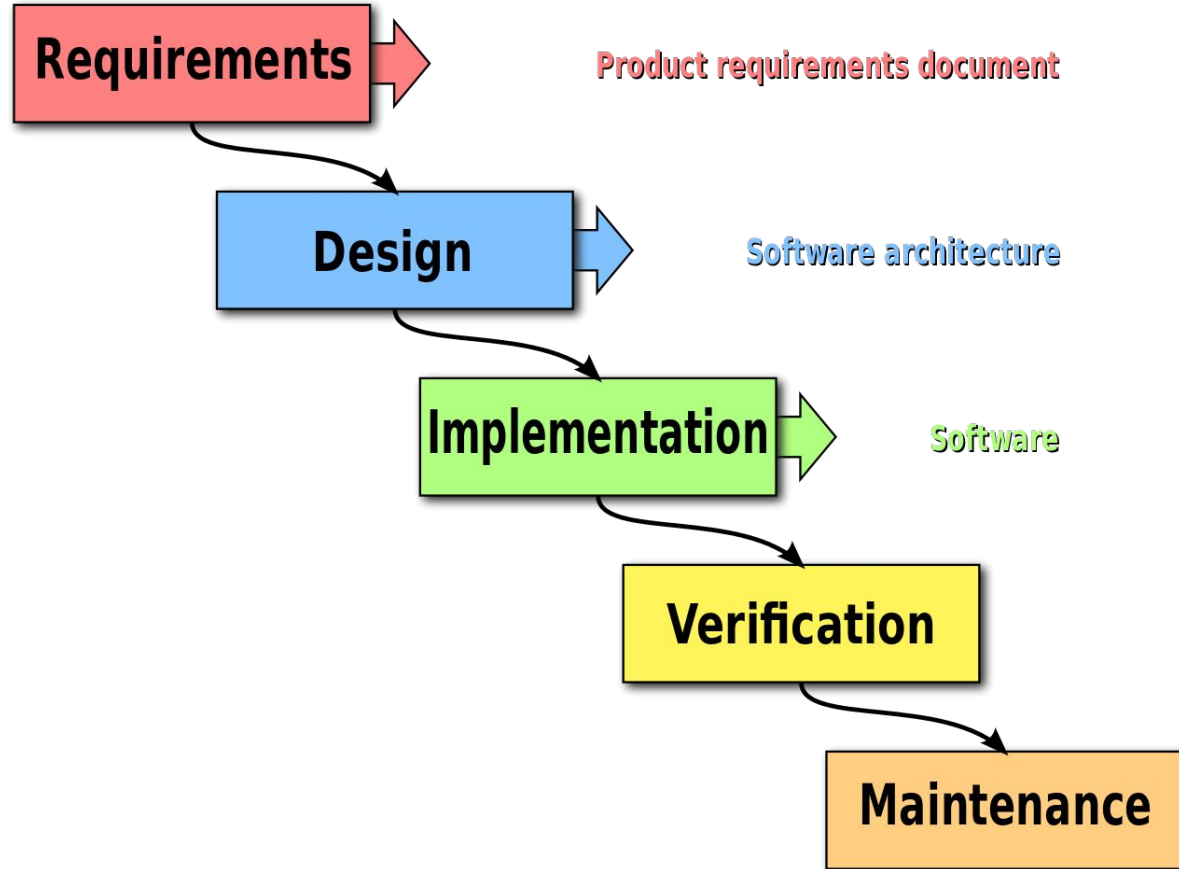 Requirements
Product requirements document
Design
Software architecture
Implementation
Software
Verification
Maintenance